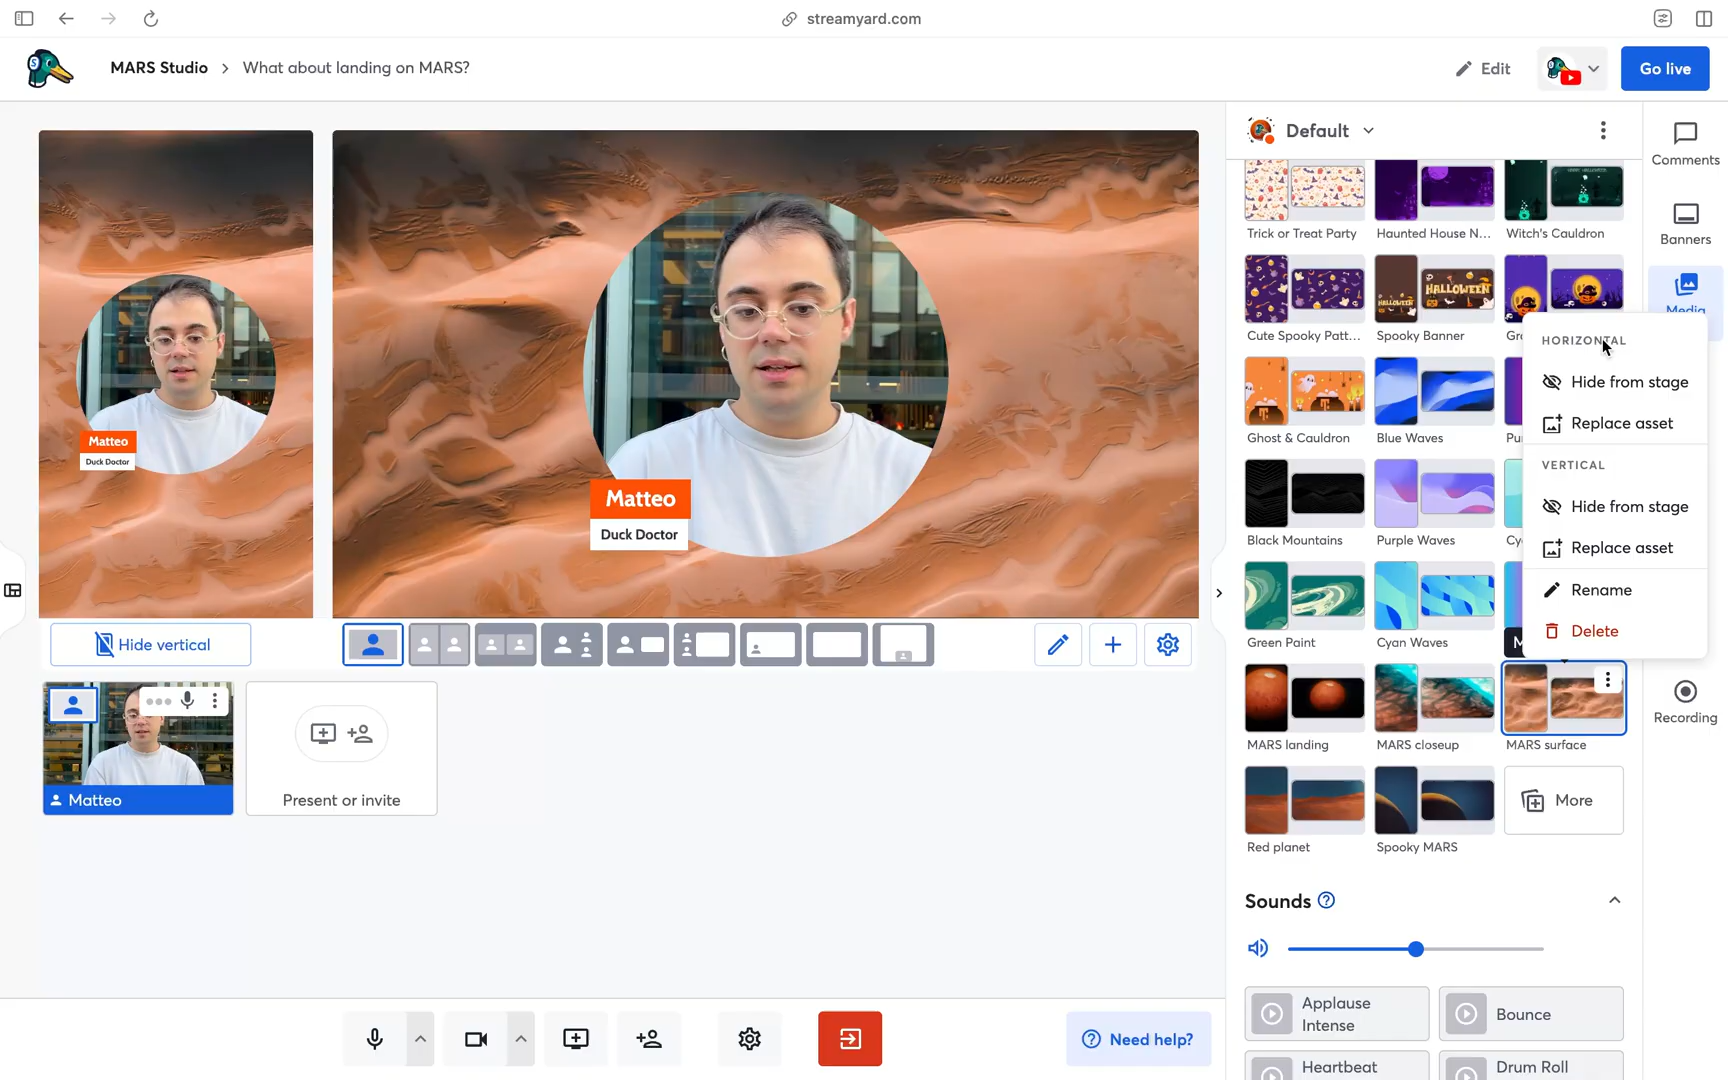 streamyard.com
MARS Studio
What about landing on MARS?
Edit
Go live
Default
Comments
Banners
Media
Recording
Trick or Treat Party
Haunted House N...
Witch's Cauldron
Cute Spooky Patt...
Spooky Banner
HALLOWEEN
HALLOWEEN
Ghost & Cauldron
Blue Waves
Black Mountains
Purple Waves
Green Paint
Cyan Waves
MARS landing
MARS closeup
MARS surface
Red planet
Spooky MARS
More
HORIZONTAL
Hide from stage
Replace asset
VERTICAL
Hide from stage
Replace asset
Rename
Delete
Matteo
Duck Doctor
Matteo
Duck Doctor
Hide vertical
Matteo
Present or invite
Sounds
Applause
Intense
Bounce
Heartbeat
Drum Roll
Need help?